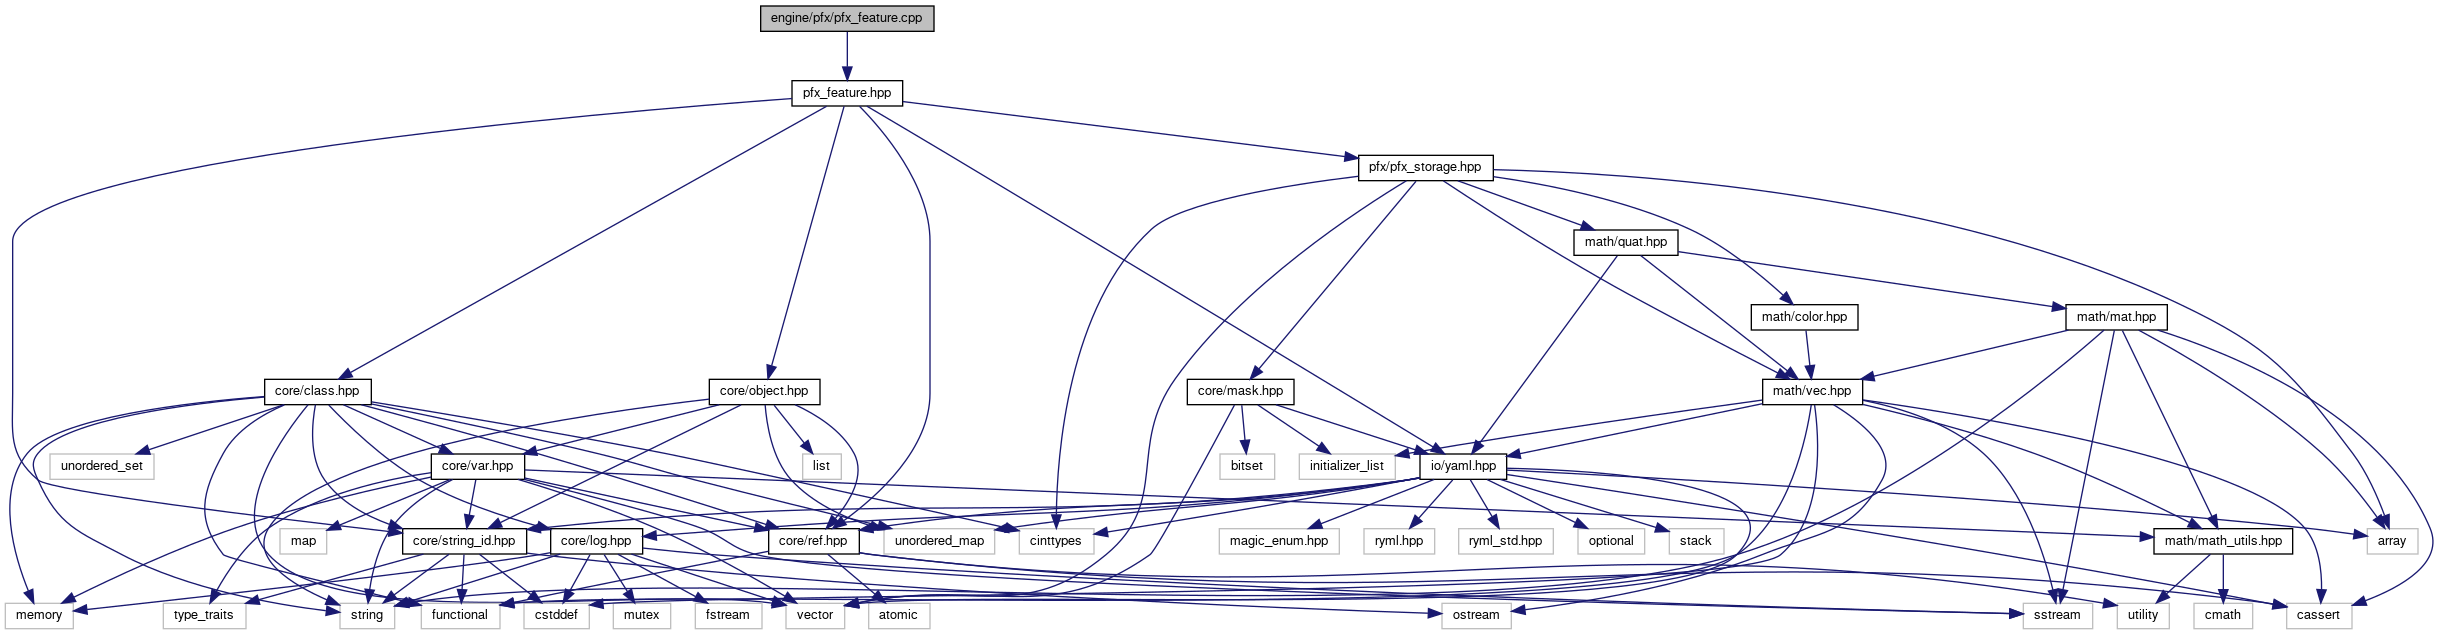 engine/pfx/pfx_feature.cpp
pfx_feature.hpp
pfx/pfx_storage.hpp
math/quat.hpp
math/color.hpp
math/mat.hpp
core/class.hpp
core/object.hpp
core/mask.hpp
math/vec.hpp
unordered_set
core/var.hpp
list
bitset
initializer_list
io/yaml.hpp
map
core/string_id.hpp
core/log.hpp
core/ref.hpp
unordered_map
cinttypes
magic_enum.hpp
ryml.hpp
ryml_std.hpp
optional
stack
math/math_utils.hpp
array
memory
type_traits
string
functional
cstddef
mutex
fstream
vector
atomic
ostream
sstream
utility
cmath
cassert